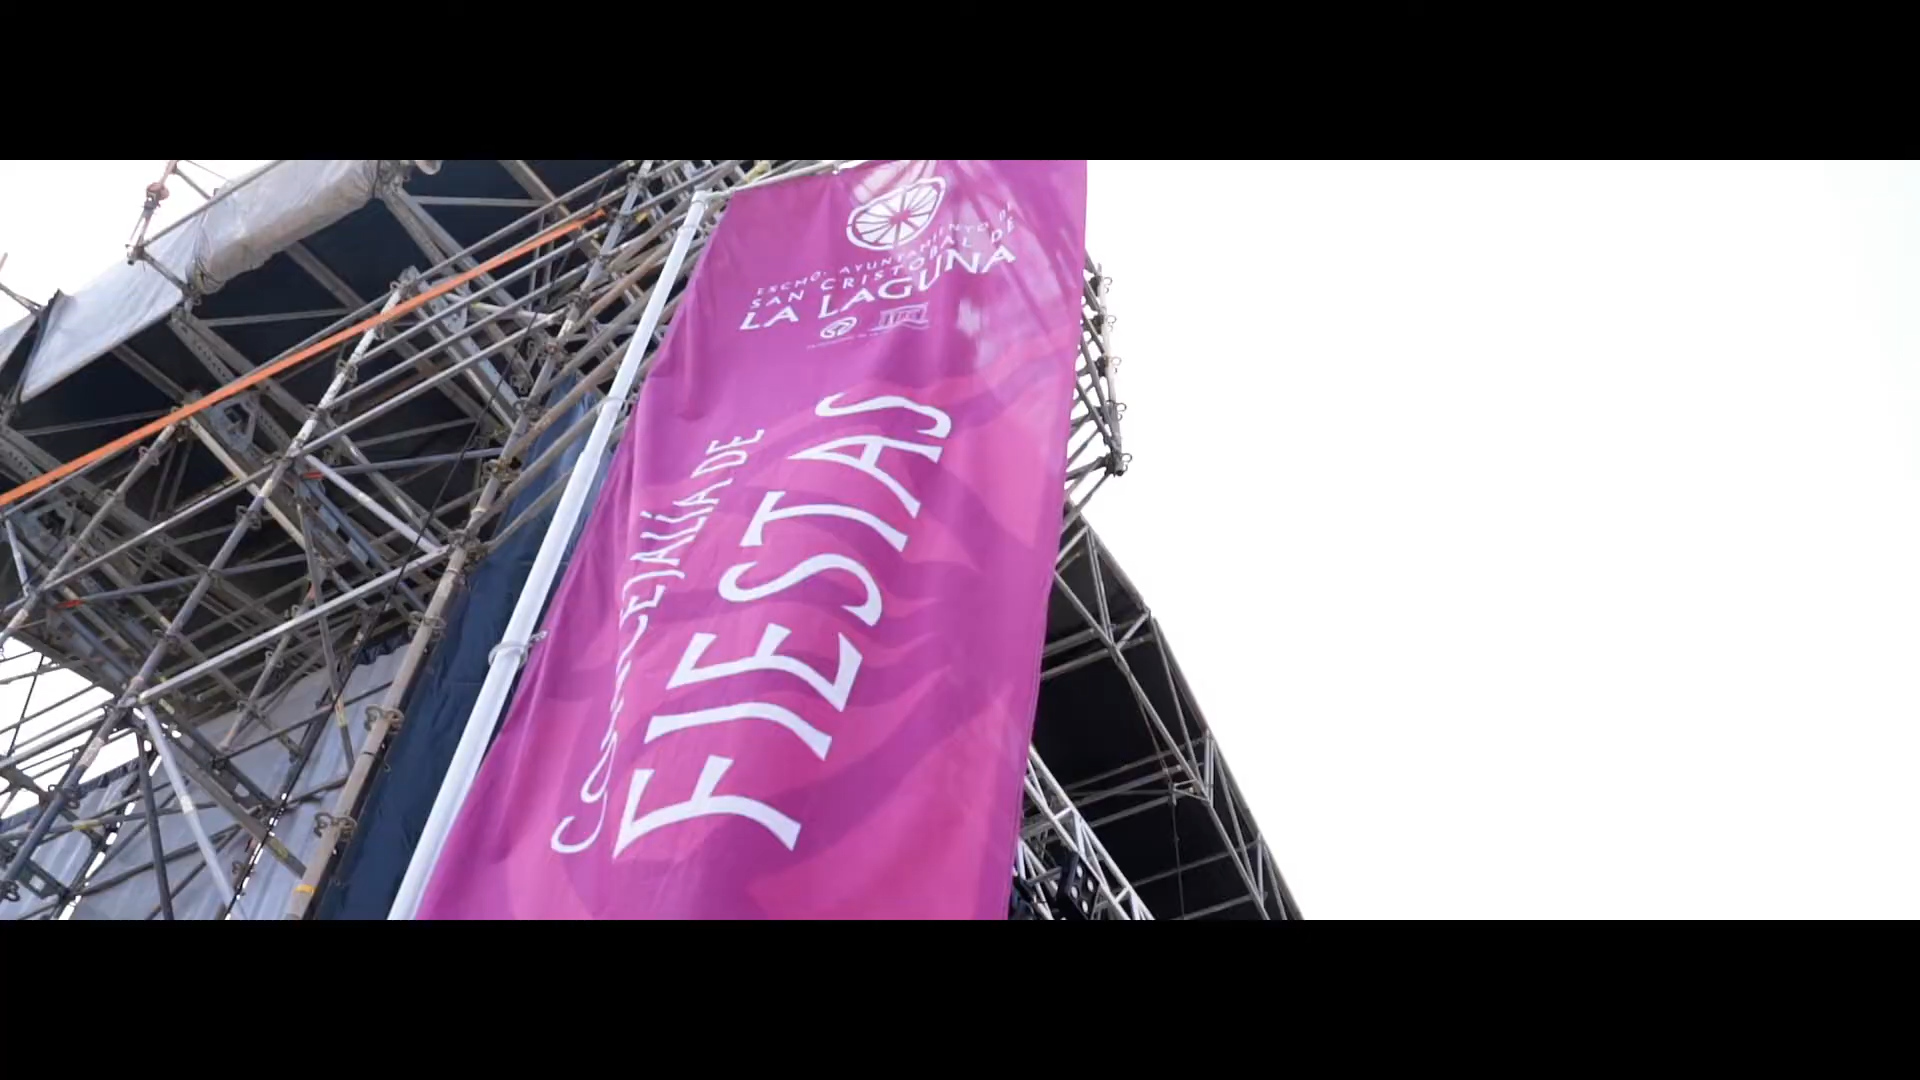 EXCMO. AYUNTAMIENTO DE
SAN CRISTÓBAL DE
LA LAGUNA
CONCEJALÍA DE
FIESTAS